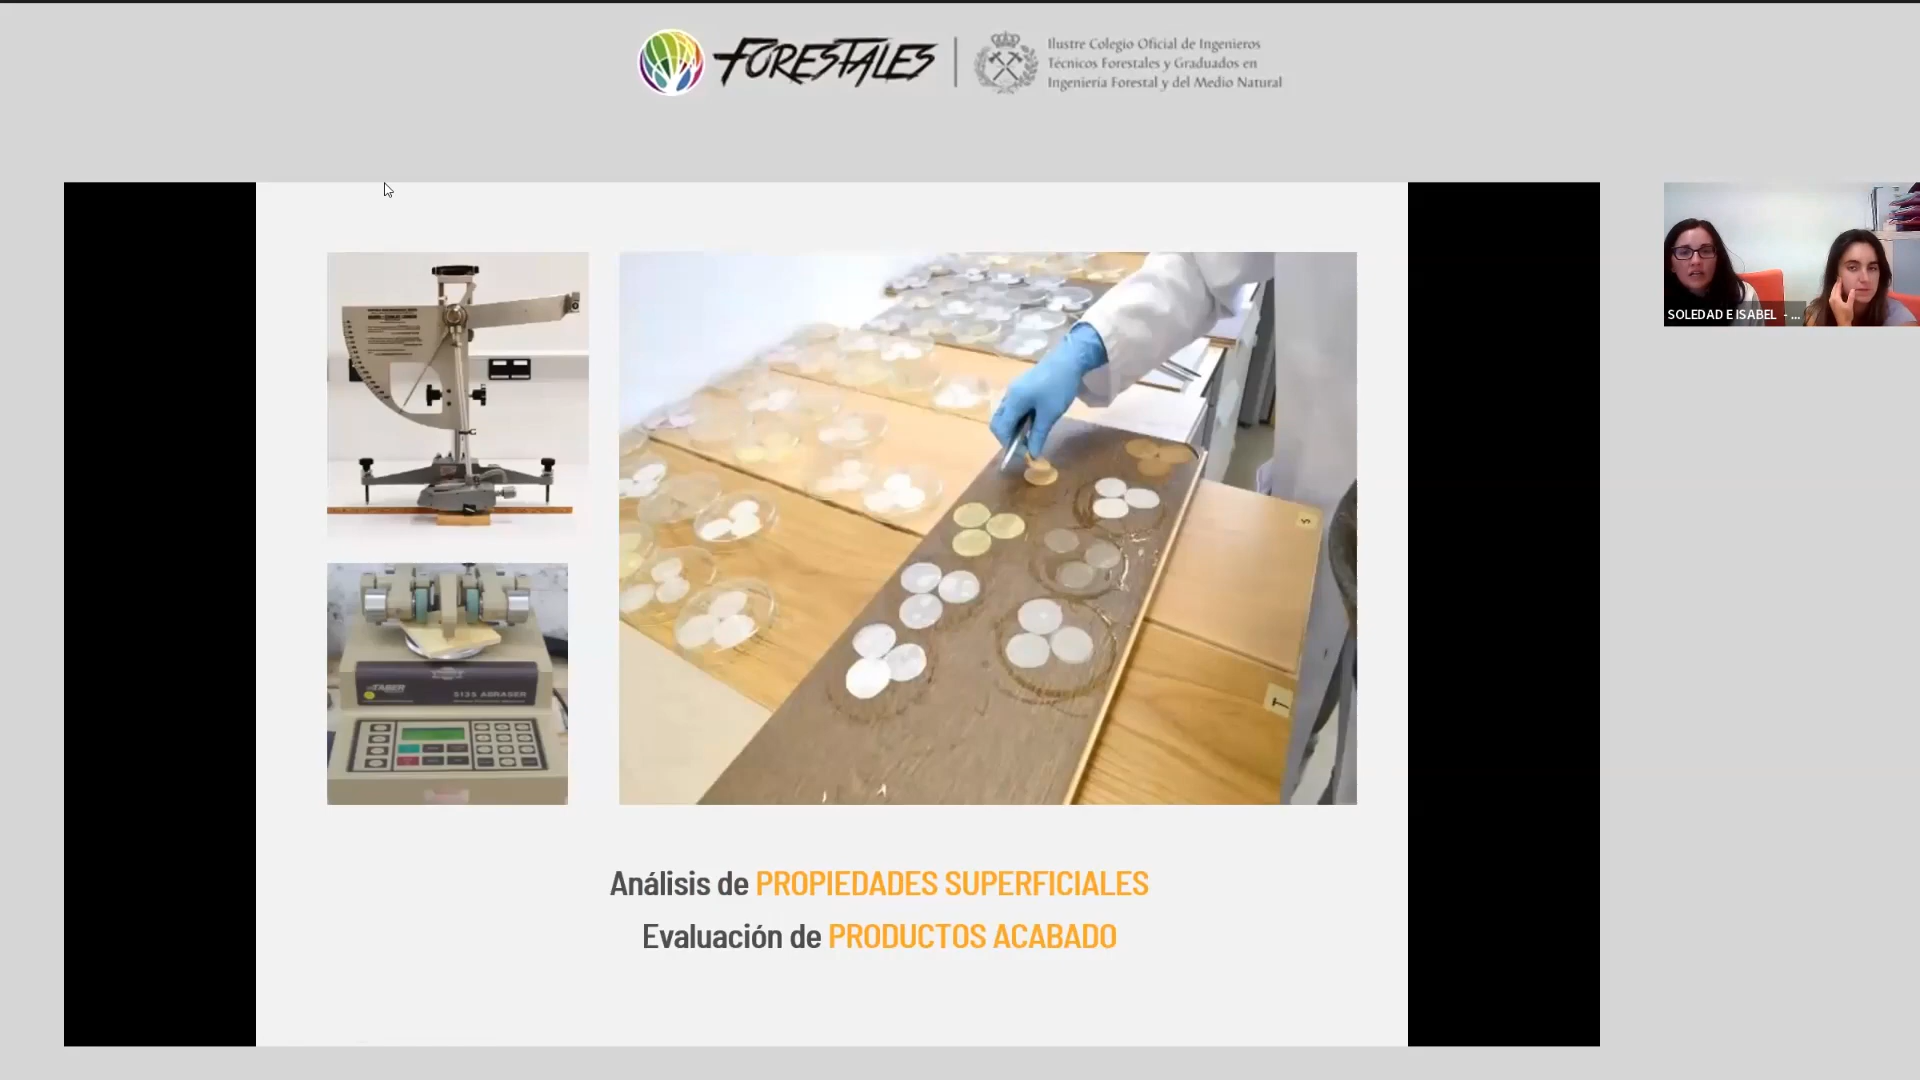 FORESTALES
Ilustre Colegio Oficial de Ingenieros
Técnicos Forestales y Graduados en
Ingeniería Forestal y del Medio Natural
SOLEDAD E ISABEL - ...
S
T
TABER
5135 ABRASER
Análisis de PROPIEDADES SUPERFICIALES
Evaluación de PRODUCTOS ACABADO